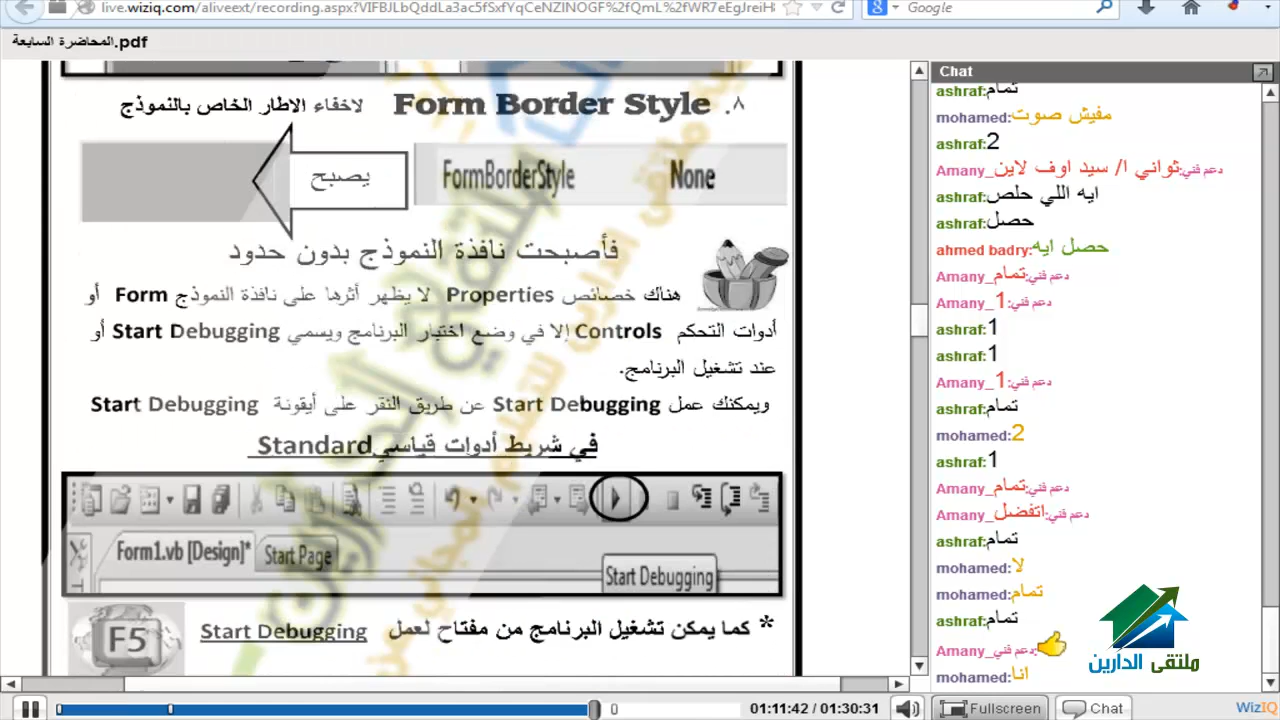 live.wiziq.com/aliveext/recording.aspx?VIFBJLbQddLa3ac5fSxfYqCeNZINOGF%2fQmL%2fWR7eEgJreiH
Google
المحاضرة السابعة.pdf
٨. Form Border Style لاخفاء الاطار الخاص بالنموذج
FormBorderStyle None
يصبح
فأصبحت نافذة النموذج بدون حدود
هناك خصائص Properties لا يظهر أثرها على نافذة النموذج Form أو
أدوات التحكم Controls إلا في وضع اختبار البرنامج ويسمي Start Debugging أو
عند تشغيل البرنامج.
ويمكنك عمل Start Debugging عن طريق النقر على أيقونة Start Debugging
في شريط أدوات قياسي Standard
Form1.vb [Design]* Start Page
Start Debugging
* كما يمكن تشغيل البرنامج من مفتاح لعمل Start Debugging
F5
Chat
ashraf:تمام
mohamed:مفيش صوت
ashraf:2
Amany_دعم فني:ثواني ا/ سيد اوف لاين
ashraf:ايه اللي حلص
ashraf:حصل
ahmed badry:حصل ايه
Amany_دعم فني:تمام
Amany_دعم فني:1
ashraf:1
ashraf:1
Amany_دعم فني:1
ashraf:تمام
mohamed:2
ashraf:1
Amany_دعم فني:تمام
Amany_دعم فني:اتفضل
ashraf:تمام
mohamed:لا
mohamed:تمام
ashraf:تمام
Amany_دعم فني:
mohamed:انا
ملتقى الدارين
0
01:11:42 / 01:30:31
Fullscreen
Chat
WizIQ